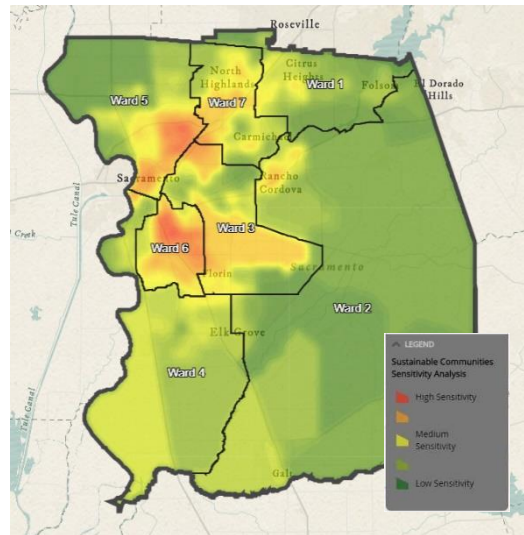 Roseville
North
Highlands
Citrus
Heights
Ward 1
Ward 5
Ward 7
Folsom
El Dorado
Hills
Carmichael
Sacramento
Rancho
Cordova
Tule Canal
Creek
Ward 3
Ward 6
Florin
Sacramento
Ward 2
Elk Grove
Ward 4
Tule Canal
Galt
LEGEND
Sustainable Communities
Sensitivity Analysis
High Sensitivity
Medium
Sensitivity
Low Sensitivity